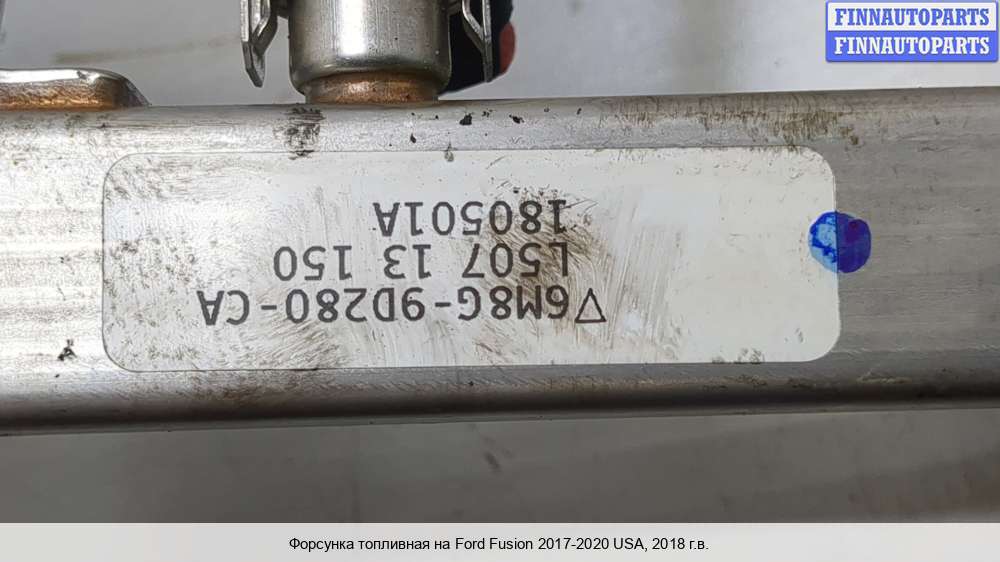 FINNAUTOPARTS
FINNAUTOPARTS
▽6M8G-9D280-CA
L507 13 150
180501A
Форсунка топливная на Ford Fusion 2017-2020 USA, 2018 г.в.